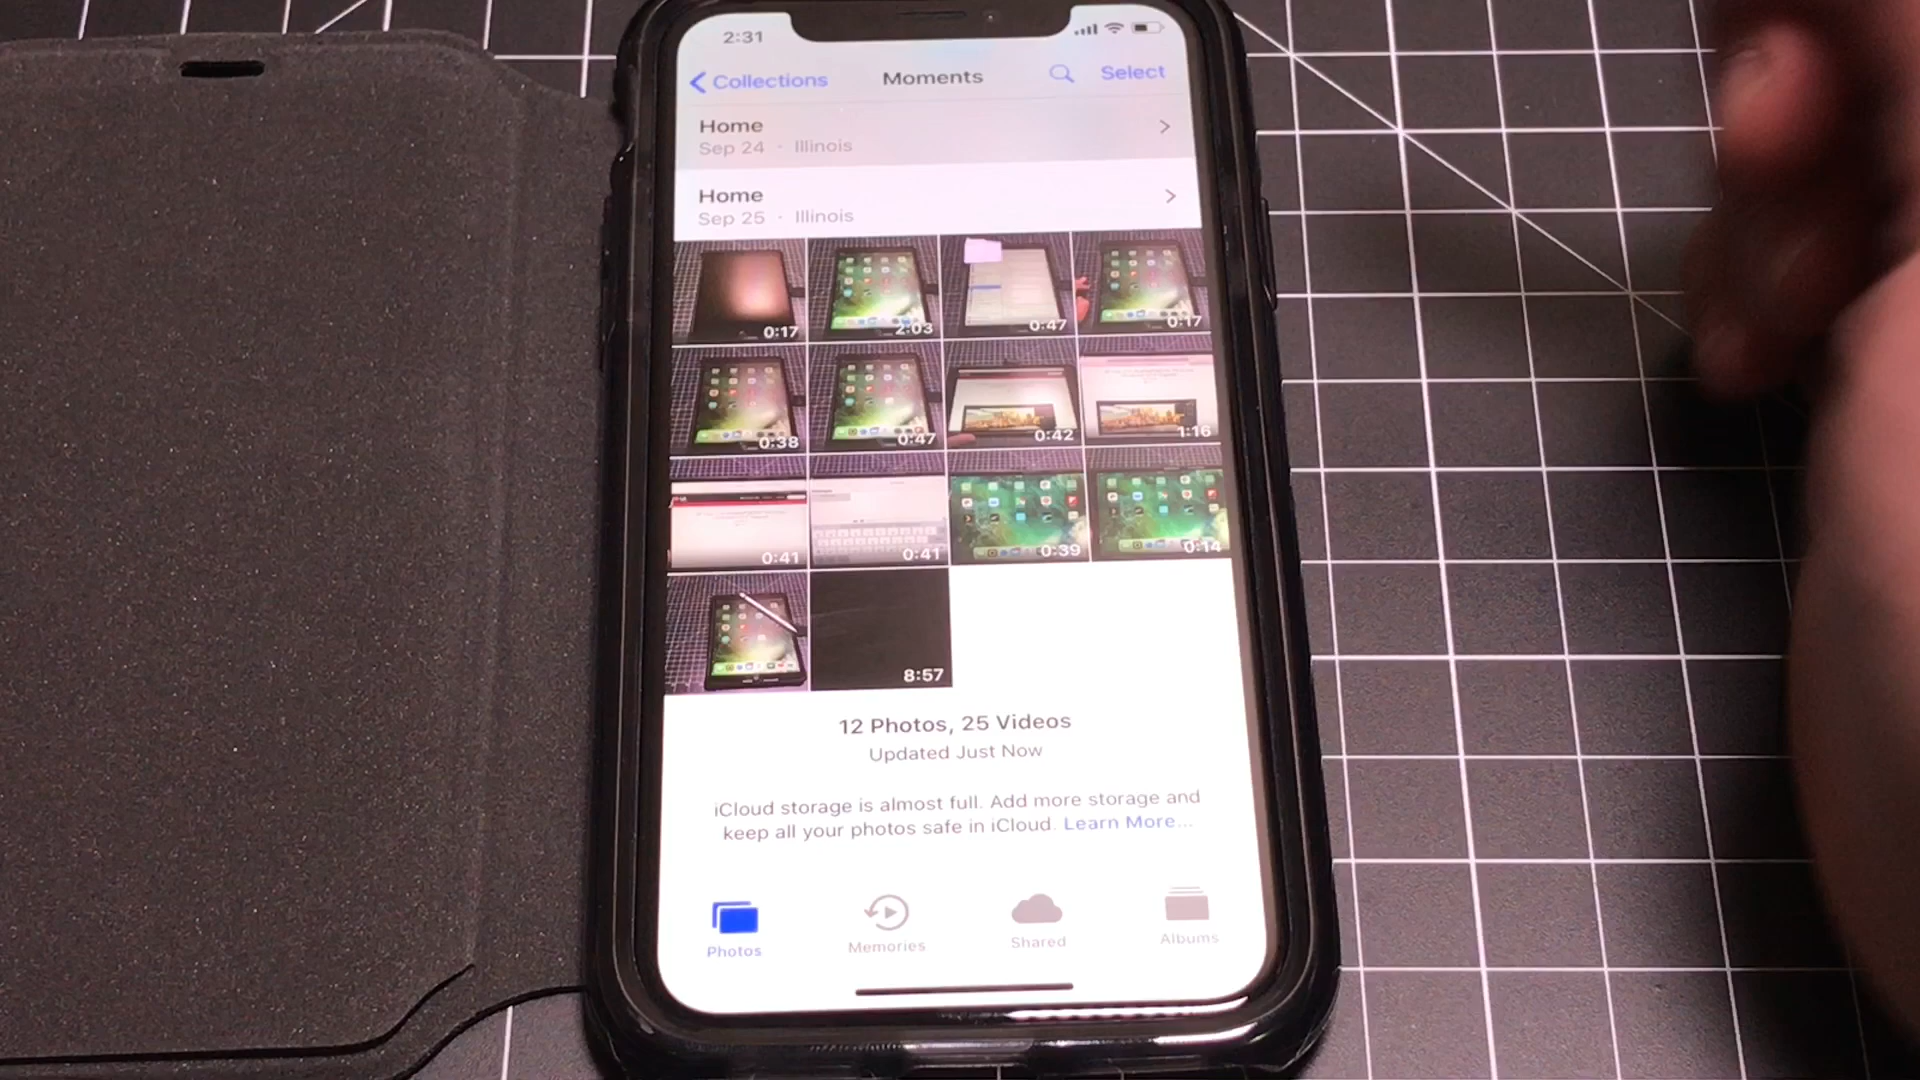 2:31
Collections
Moments
Select
Home
Sep 24 · Illinois
Home
Sep 25 · Illinois
0:17
2:03
0:47
0:17
0:38
0:47
0:42
1:16
0:41
0:41
0:39
0:14
8:57
12 Photos, 25 Videos
Updated Just Now
iCloud storage is almost full. Add more storage and
keep all your photos safe in iCloud. Learn More...
Photos
Memories
Shared
Albums